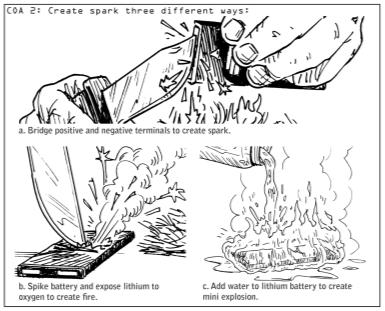 COA 2: Create spark three different ways:
a. Bridge positive and negative terminals to create spark.
b. Spike battery and expose lithium to
oxygen to create fire.
c. Add water to lithium battery to create
mini explosion.